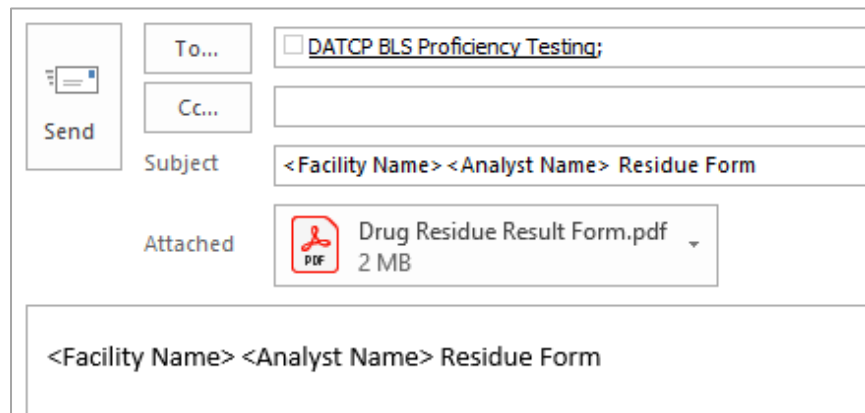 To...
DATCP BLS Proficiency Testing;
Send
Cc...
Subject
<Facility Name> <Analyst Name> Residue Form
Attached
PDF
Drug Residue Result Form.pdf
2 MB
<Facility Name> <Analyst Name> Residue Form